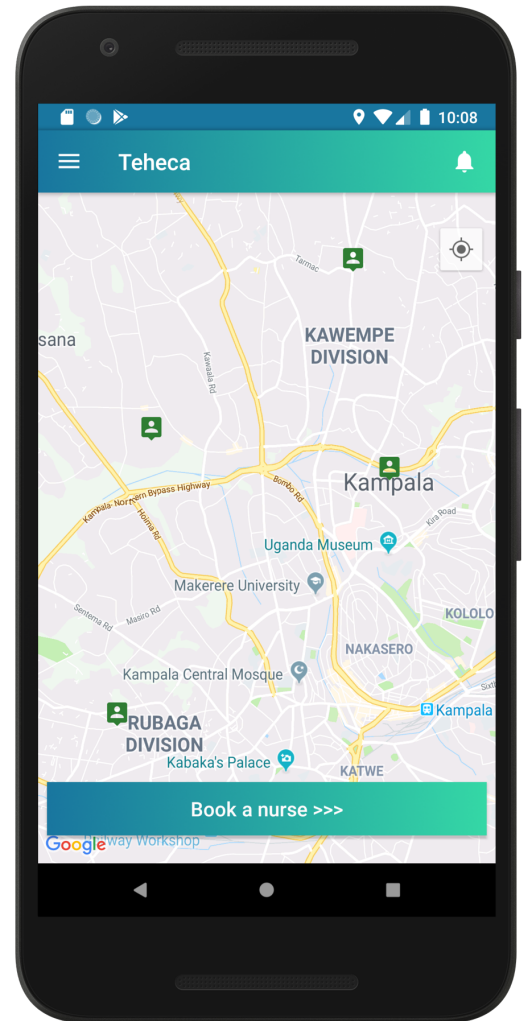 10:08
Teheca
Tarmac
KAWEMPE
DIVISION
sana
Kawaala Rd
Kampala
Bombo Rd
Kampala- Northern Bypass Highway
Hoima Rd
Kira Road
Uganda Museum
Makerere University
Sentema Rd
Masiro Rd
KOLOLO
NAKASERO
Kampala Central Mosque
Sixth
Kampala
RUBAGA
DIVISION
Kabaka's Palace
KATWE
Book a nurse >>>
Google
way Workshop